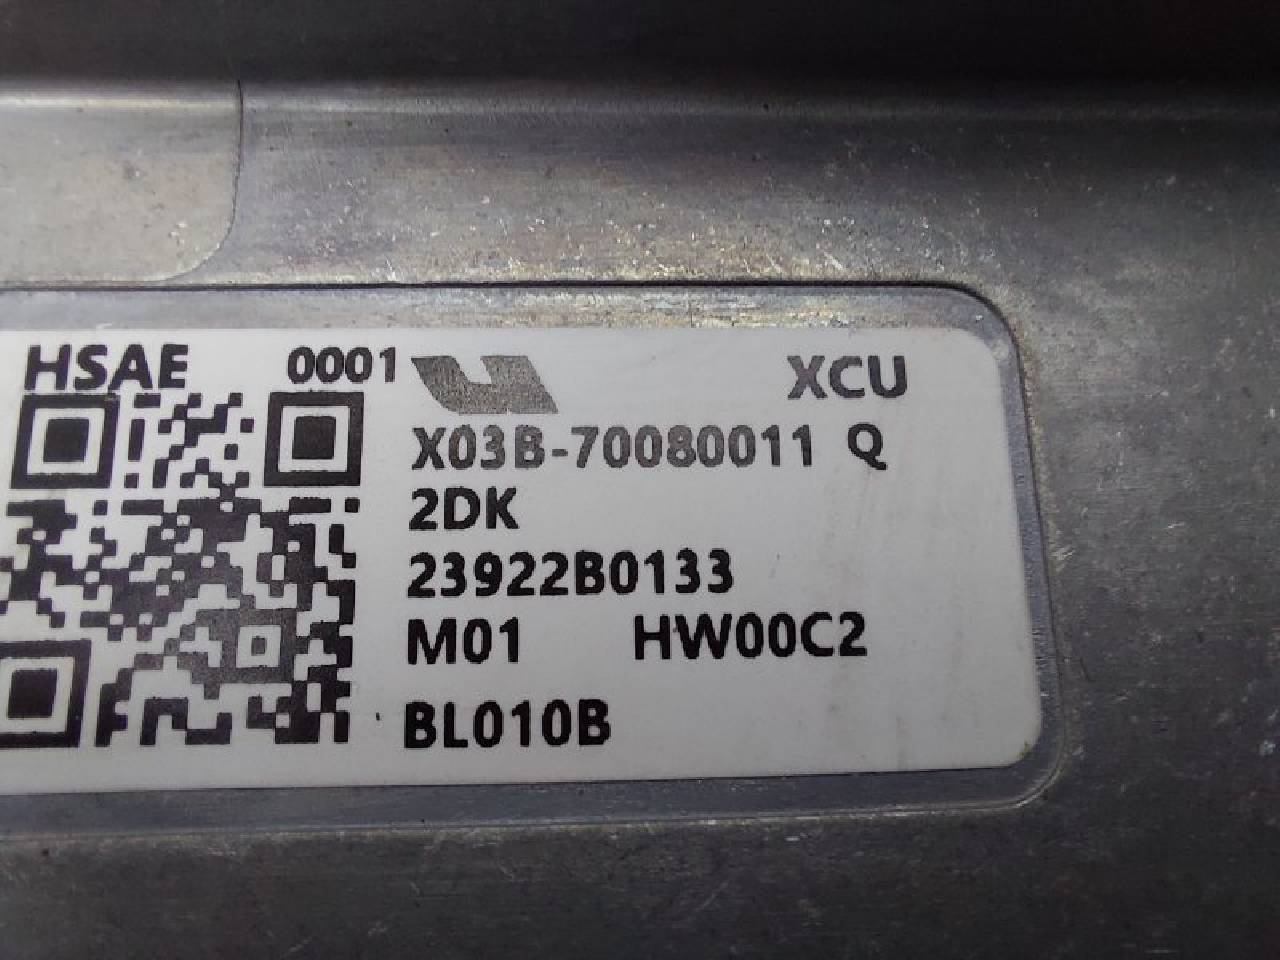 HSAE 0001 XCU
X03B-70080011 Q
2DK
23922B0133
M01 HW00C2
BL010B